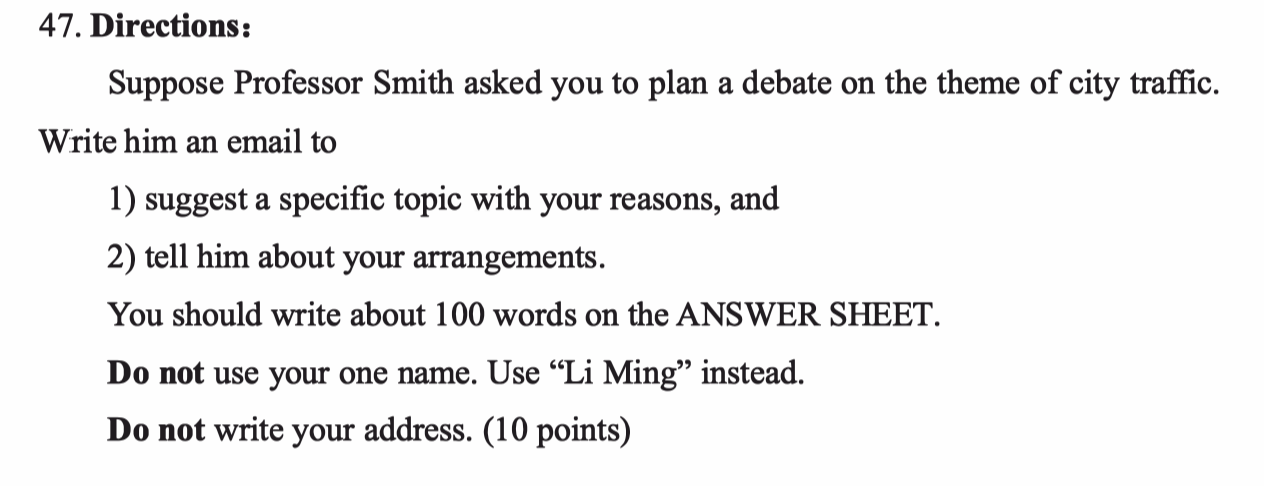 47. Directions:
Suppose Professor Smith asked you to plan a debate on the theme of city traffic.
Write him an email to
1) suggest a specific topic with your reasons, and
2) tell him about your arrangements.
You should write about 100 words on the ANSWER SHEET.
Do not use your one name. Use “Li Ming” instead.
Do not write your address. (10 points)